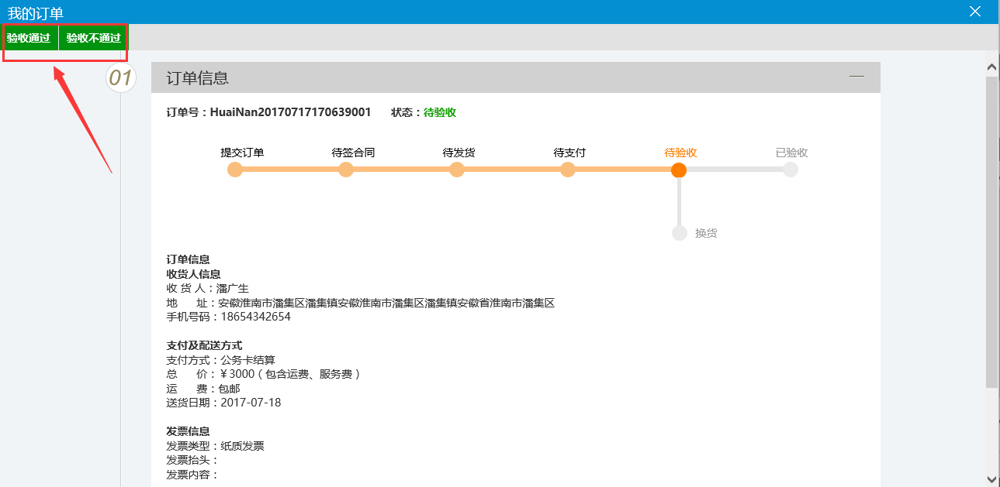 我的订单
验收通过 验收不通过
01 订单信息
订单号：HuaiNan20170717170639001 状态：待验收
提交订单 待签合同 待发货 待支付 待验收 已验收
换货
订单信息
收货人信息
收 货 人：潘广生
地 址：安徽淮南市潘集区潘集镇安徽淮南市潘集区潘集镇安徽省淮南市潘集区
手机号码：18654342654
支付及配送方式
支付方式：公务卡结算
总 价：￥3000（包含运费、服务费）
运 费：包邮
送货日期：2017-07-18
发票信息
发票类型：纸质发票
发票抬头：
发票内容：